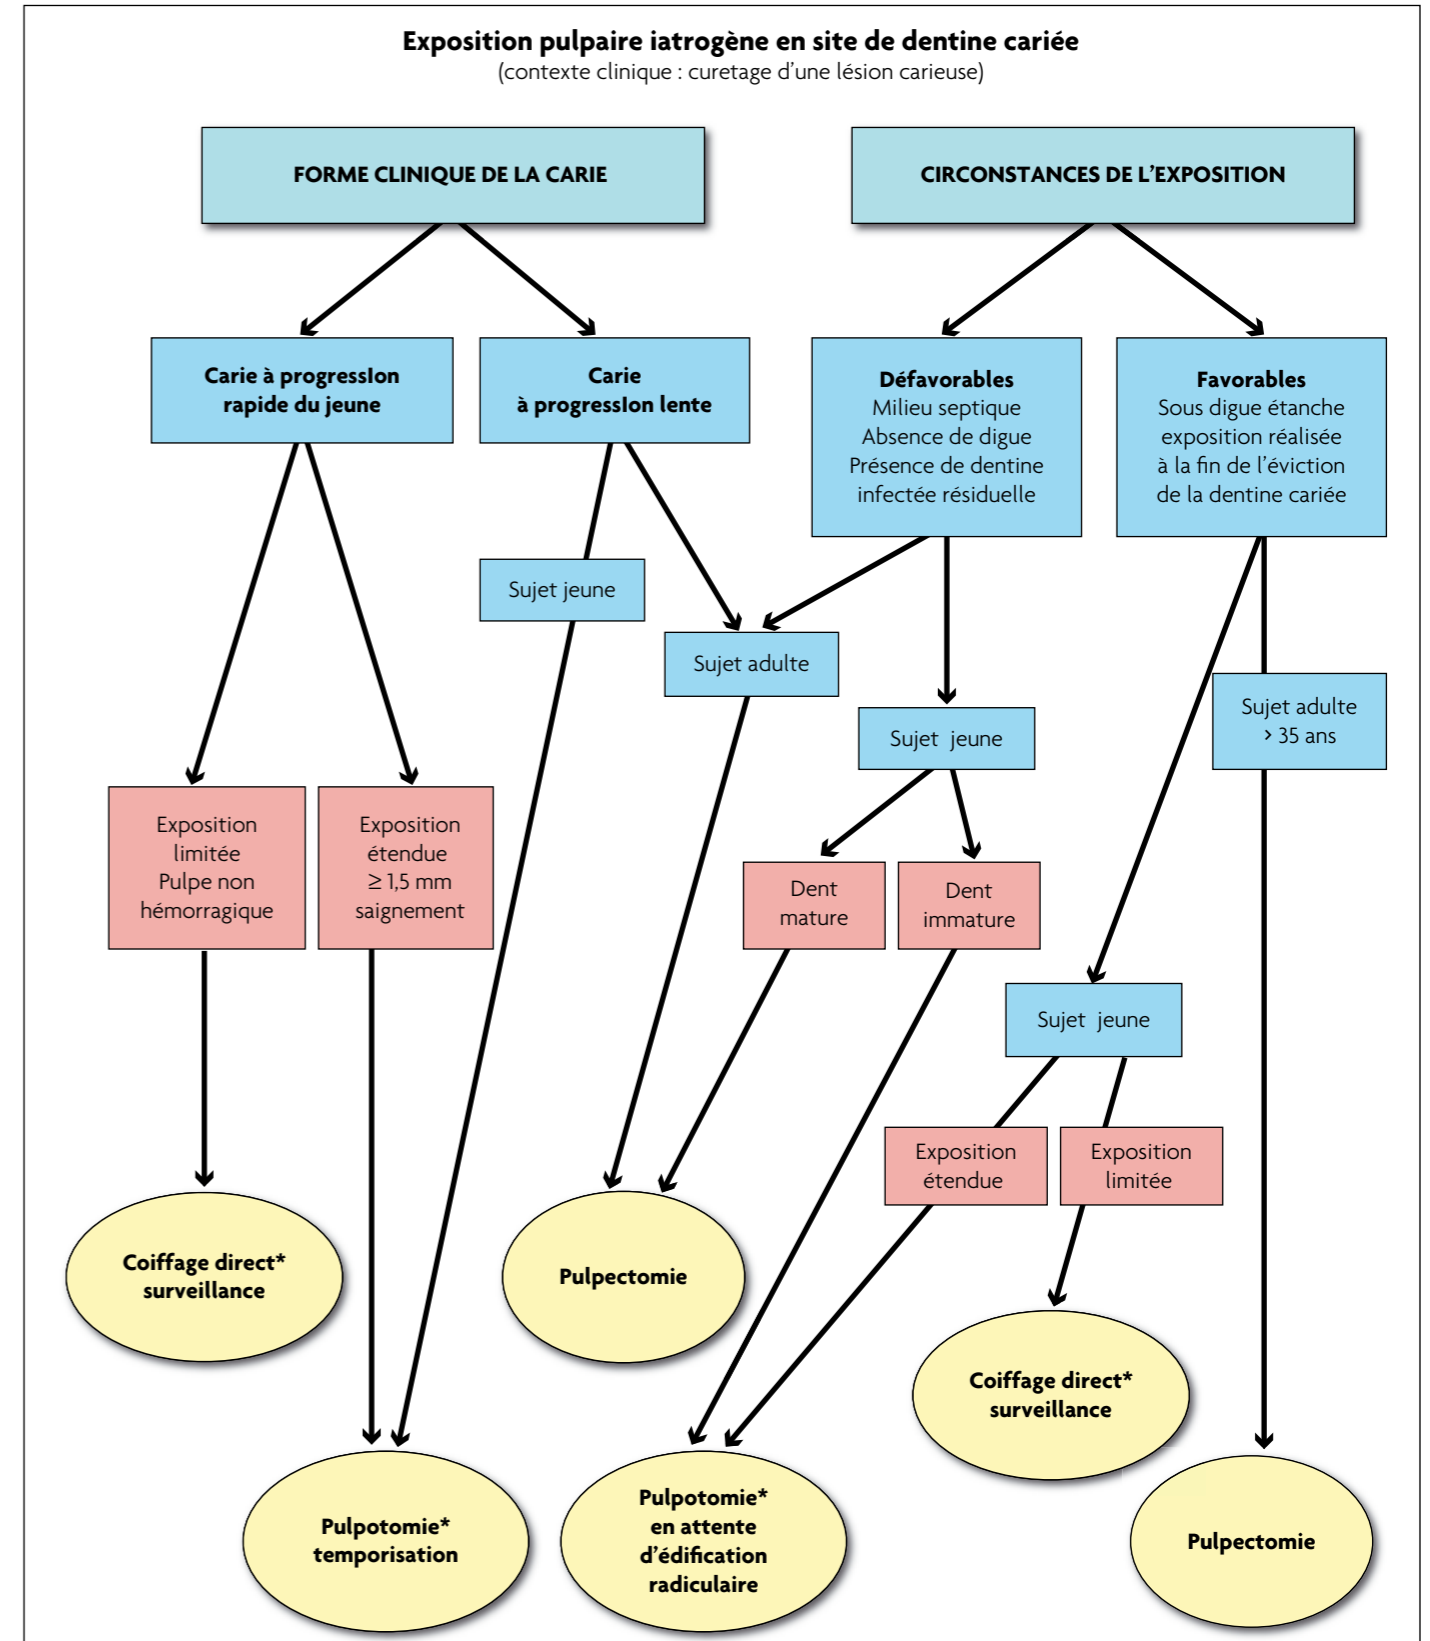 Exposition pulpaire iatrogène en site de dentine cariée
(contexte clinique : curetage d’une lésion carieuse)
FORME CLINIQUE DE LA CARIE
CIRCONSTANCES DE L’EXPOSITION
Carie à progressIon
rapide du jeune
Carie
à progressIon lente
Défavorables
Milieu septique
Absence de digue
Présence de dentine
infectée résiduelle
Favorables
Sous digue étanche
exposition réalisée
à la fin de l’éviction
de la dentine cariée
Sujet jeune
Sujet adulte
Sujet jeune
Sujet adulte
> 35 ans
Exposition
limitée
Pulpe non
hémorragique
Exposition
étendue
≥ 1,5 mm
saignement
Dent
mature
Dent
immature
Sujet jeune
Exposition
étendue
Exposition
limitée
Coiffage direct*
surveillance
Pulpectomie
Coiffage direct*
surveillance
Pulpotomie*
temporisation
Pulpotomie*
en attente
d’édification
radiculaire
Pulpectomie